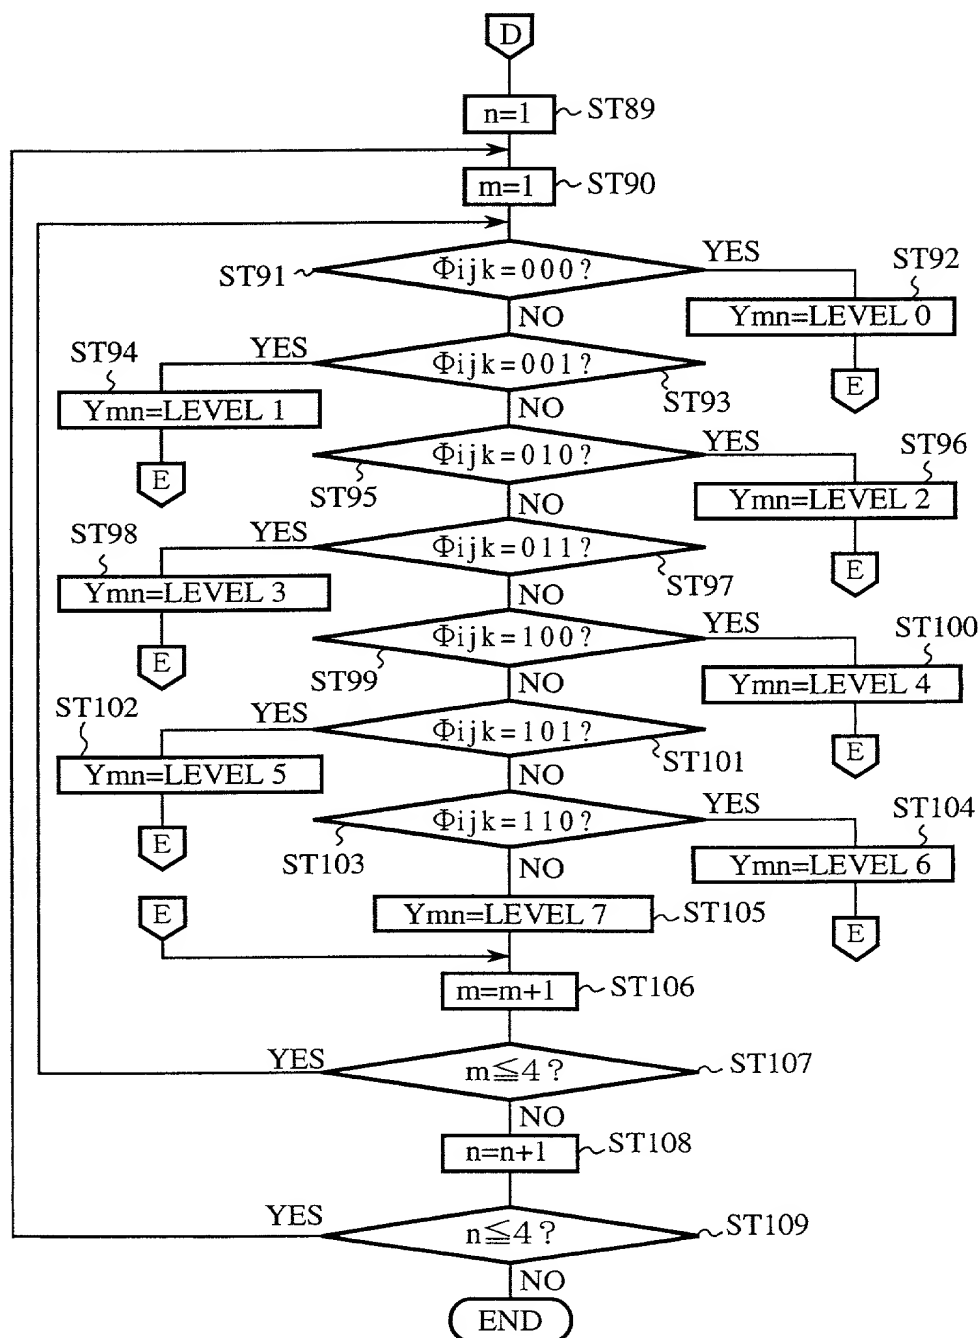 D
n=1 ST89
m=1 ST90
ST91 Φijk=000? YES ST92
Ymn=LEVEL 0
NO
E
ST94 YES Φijk=001? ST93
Ymn=LEVEL 1
NO
E
ST95 Φijk=010? YES ST96
Ymn=LEVEL 2
NO
E
ST98 YES Φijk=011? ST97
Ymn=LEVEL 3
NO
E
ST99 Φijk=100? YES ST100
Ymn=LEVEL 4
NO
E
ST102 YES Φijk=101? ST101
Ymn=LEVEL 5
NO
E
ST103 Φijk=110? YES ST104
Ymn=LEVEL 6
NO
E
E
Ymn=LEVEL 7 ST105
m=m+1 ST106
YES m≦4? ST107
NO
n=n+1 ST108
YES n≦4? ST109
NO
END